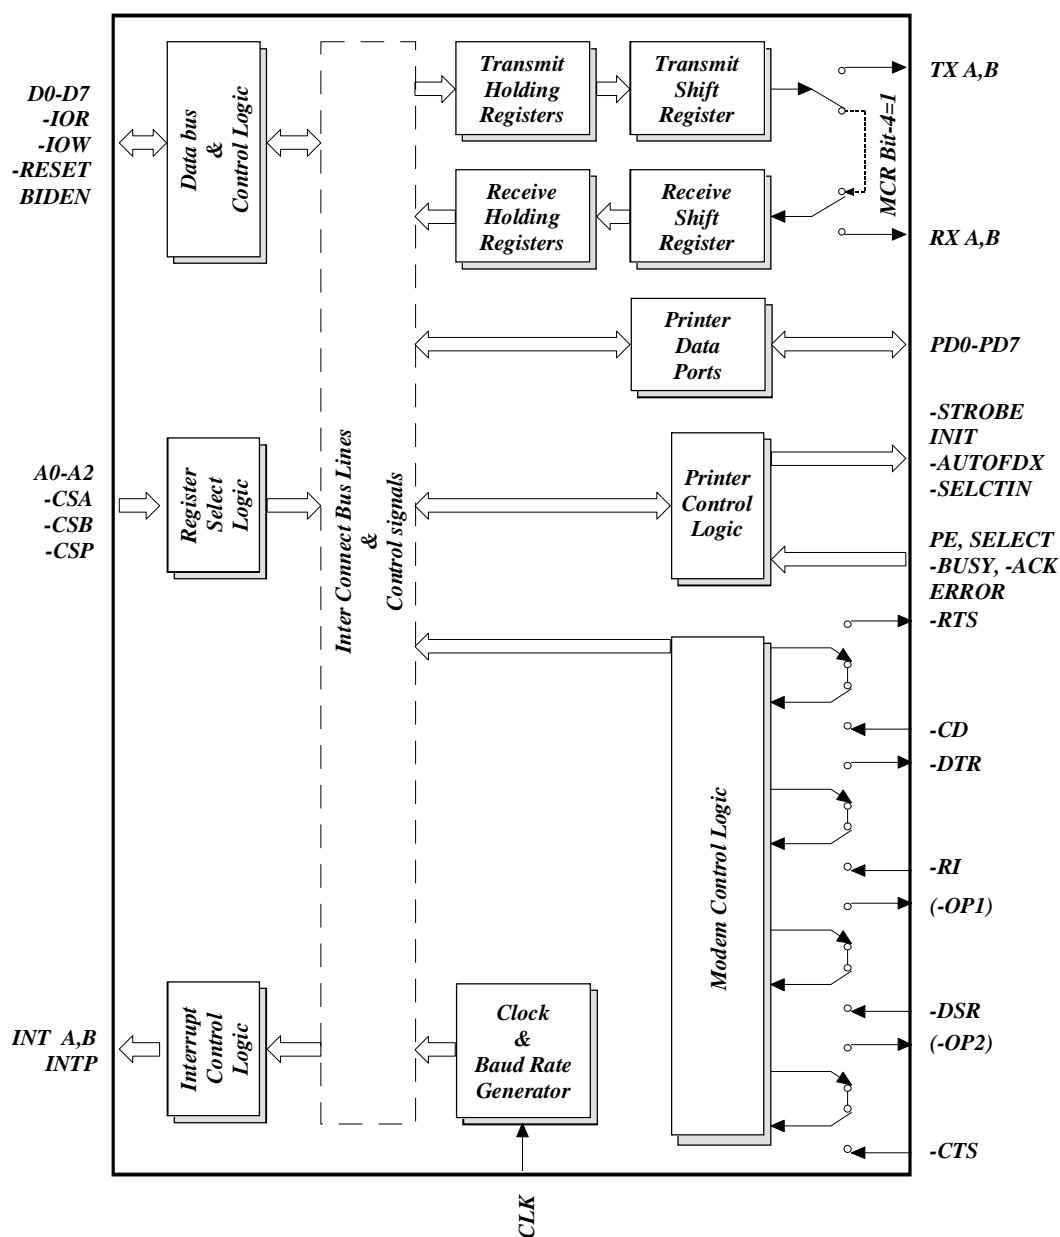 D0-D7
-IOR
-IOW
-RESET
BIDEN
Data bus
&
Control Logic
A0-A2
-CSA
-CSB
-CSP
Register
Select
Logic
INT A,B
INTP
Interrupt
Control
Logic
Inter Connect Bus Lines
&
Control signals
Transmit
Holding
Registers
Transmit
Shift
Register
Receive
Holding
Registers
Receive
Shift
Register
MCR Bit-4=1
TX A,B
RX A,B
Printer
Data
Ports
PD0-PD7
Printer
Control
Logic
-STROBE
INIT
-AUTOFDX
-SELCTIN
PE, SELECT
-BUSY, -ACK
ERROR
Modem Control Logic
-RTS
-CD
-DTR
-RI
(-OP1)
-DSR
(-OP2)
-CTS
Clock
&
Baud Rate
Generator
CLK